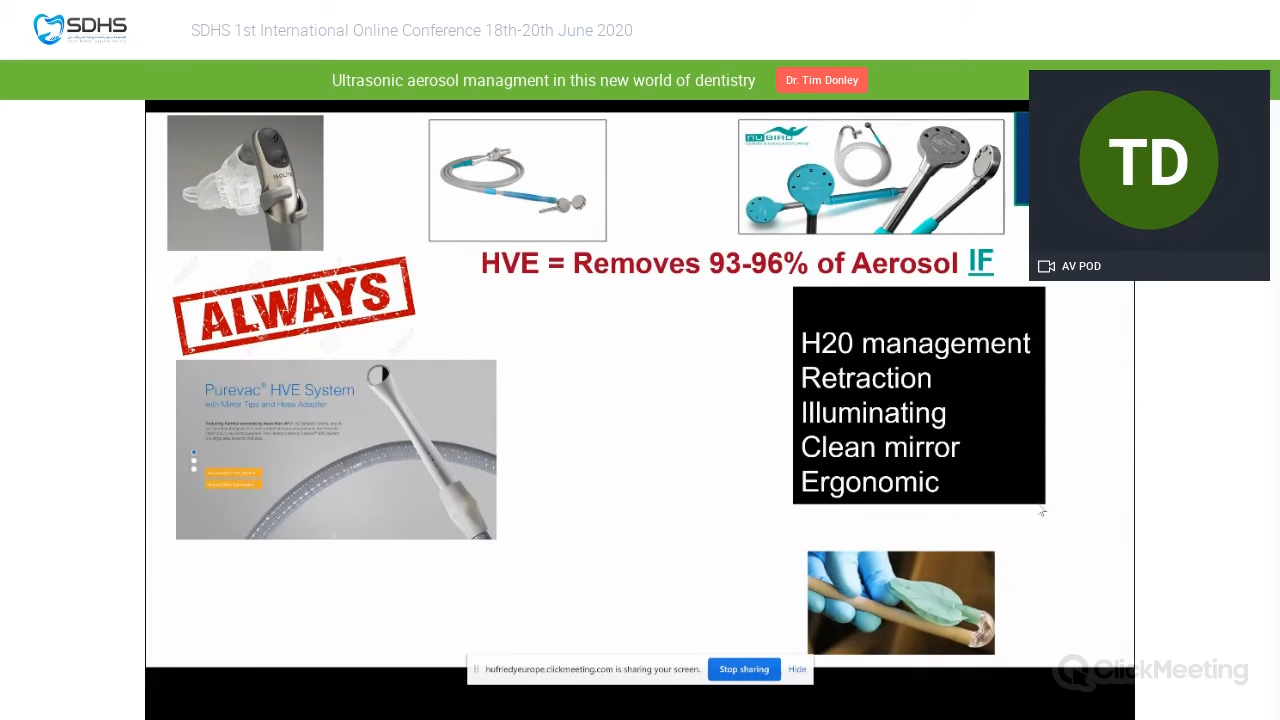 SDHS
SDHS 1st International Online Conference 18th-20th June 2020
Ultrasonic aerosol managment in this new world of dentistry
Dr. Tim Donley
TD
AV POD
NUBIRD
HVE = Removes 93-96% of Aerosol IF
ALWAYS
Purevac® HVE System
with Mirror Tips and Hose Adapter
H20 management
Retraction
Illuminating
Clean mirror
Ergonomic
hufriedyeurope.clickmeeting.com is sharing your screen.
Stop sharing
Hide
ClickMeeting